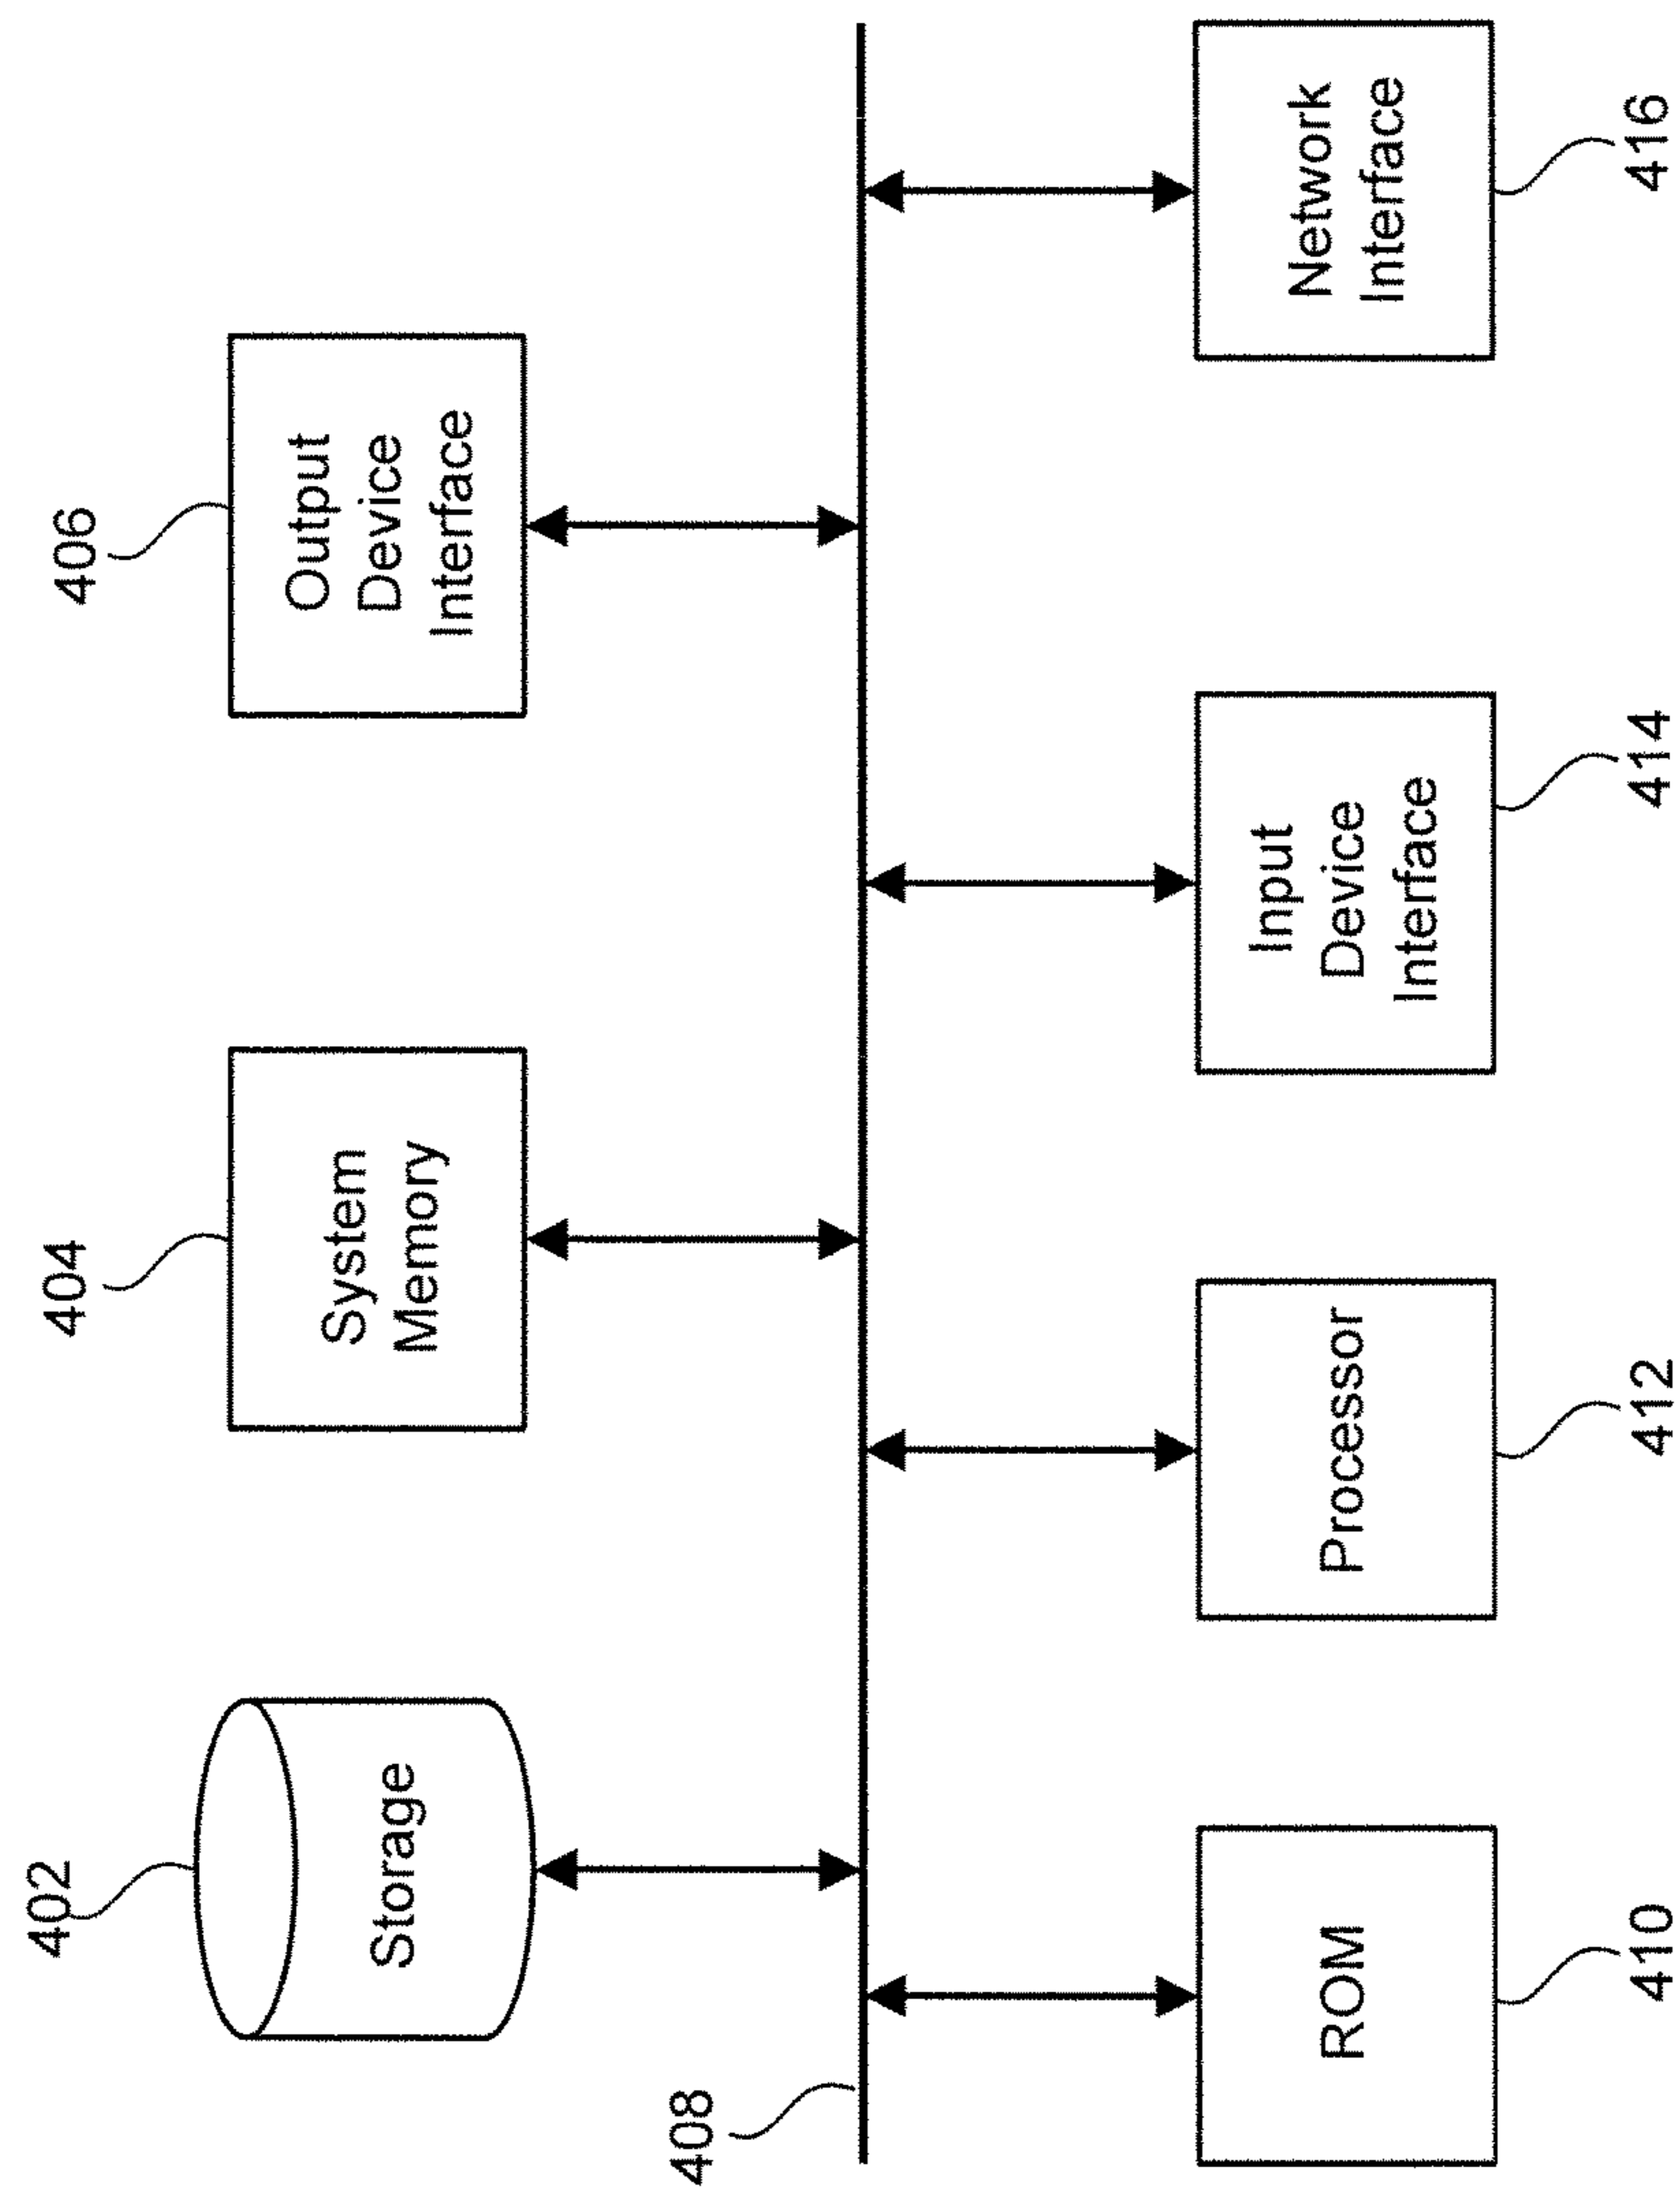 402
Storage
404
System
Memory
406
Output
Device
Interface
408
ROM
410
Processor
412
Input
Device
Interface
414
Network
Interface
416